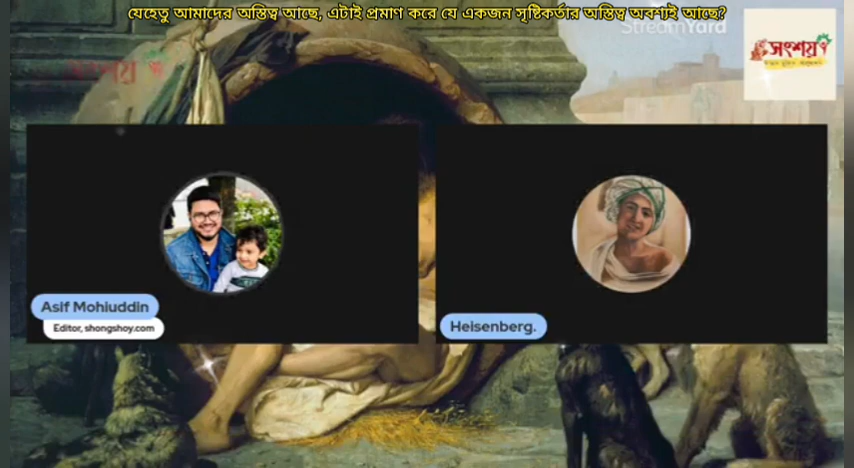 যেহেতু আমাদের অস্তিত্ব আছে, এটাই প্রমাণ করে যে একজন সৃষ্টিকর্তার অস্তিত্ব অবশ্যই আছে?
StreamYard
সংশয়
সংশয়
Asif Mohiuddin
Editor, shongshoy.com
Heisenberg.